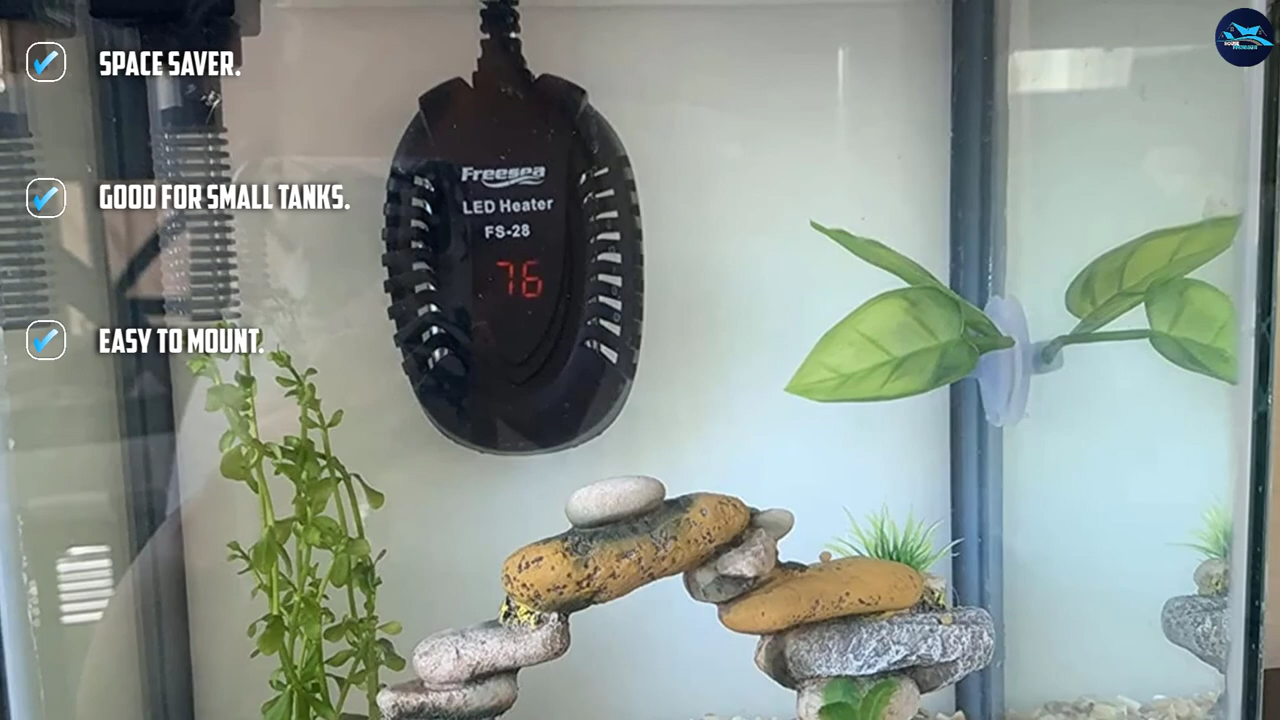 SPACE SAVER.
GOOD FOR SMALL TANKS.
EASY TO MOUNT.
Freesea
LED Heater
FS-28
76